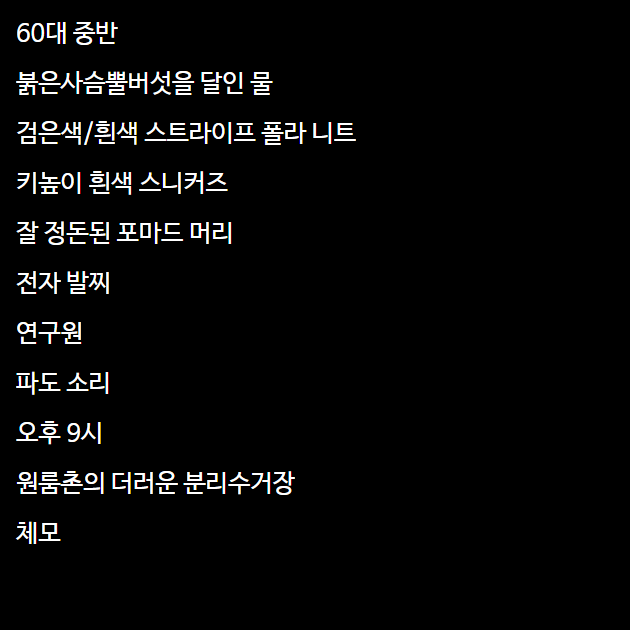 60대 중반
붉은사슴뿔버섯을 달인 물
검은색/흰색 스트라이프 폴라 니트
키높이 흰색 스니커즈
잘 정돈된 포마드 머리
전자 발찌
연구원
파도 소리
오후 9시
원룸촌의 더러운 분리수거장
체모